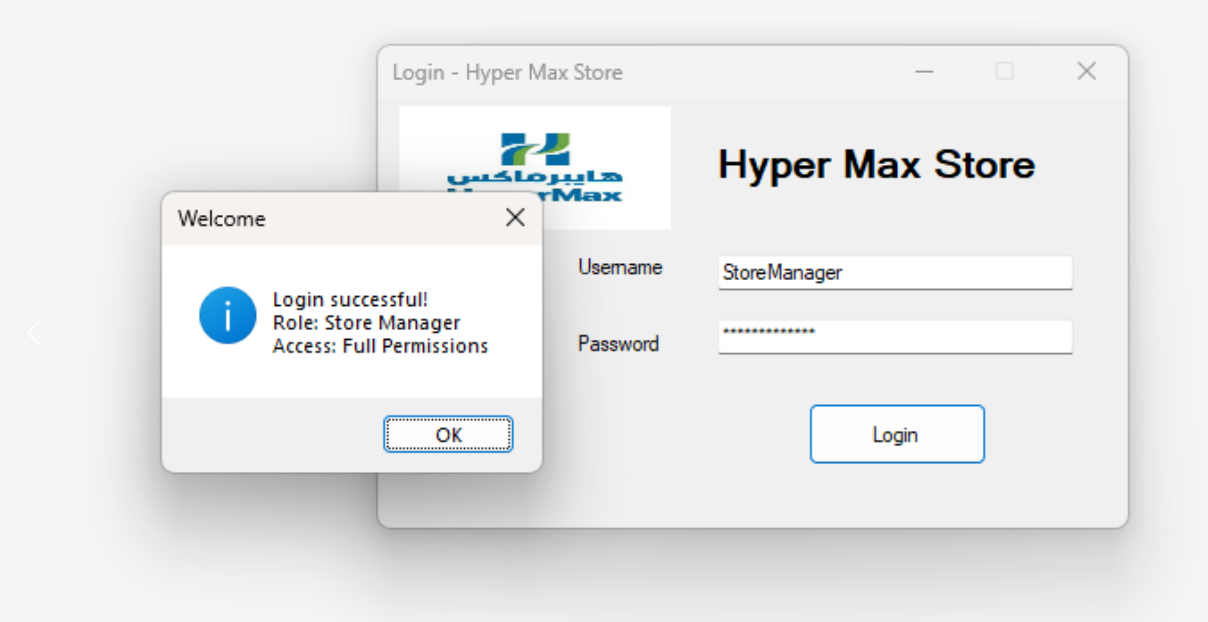 Login - Hyper Max Store
هايبرماكس
Hyper Max Store
Welcome
Username
StoreManager
Login successful!
Role: Store Manager
Access: Full Permissions
Password
*************
OK
Login